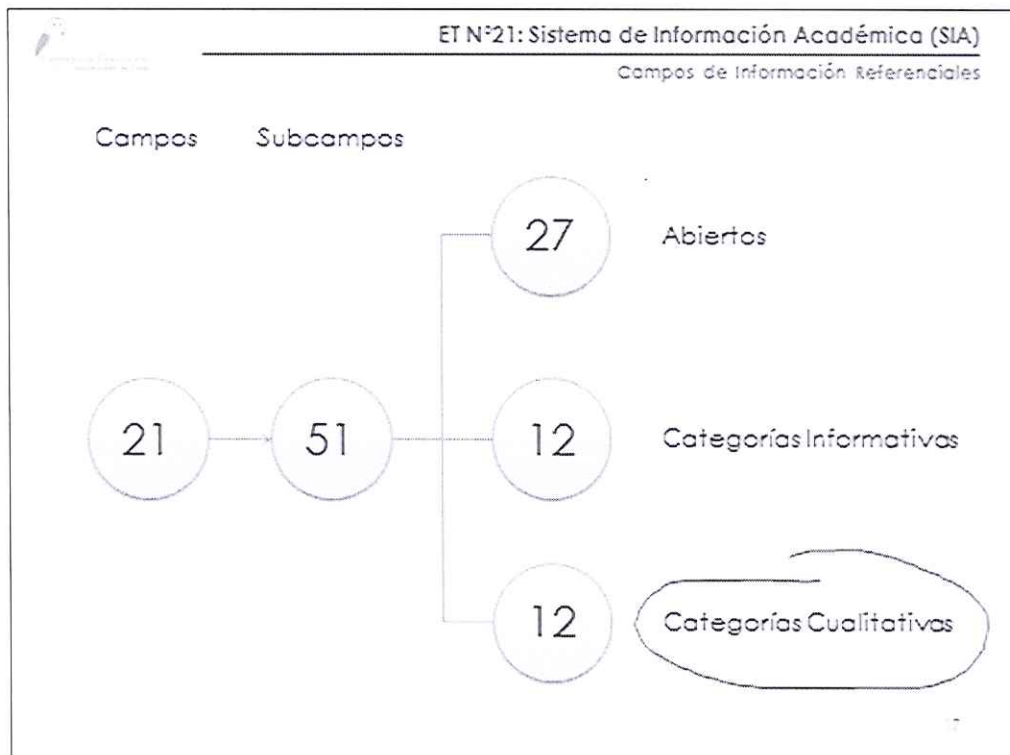 ET N°21: Sistema de Información Académica (SIA)
Campos de Información Referenciales
Campos Subcampos
27 Abiertos
21 51 12 Categorías Informativas
12 Categorías Cualitativas